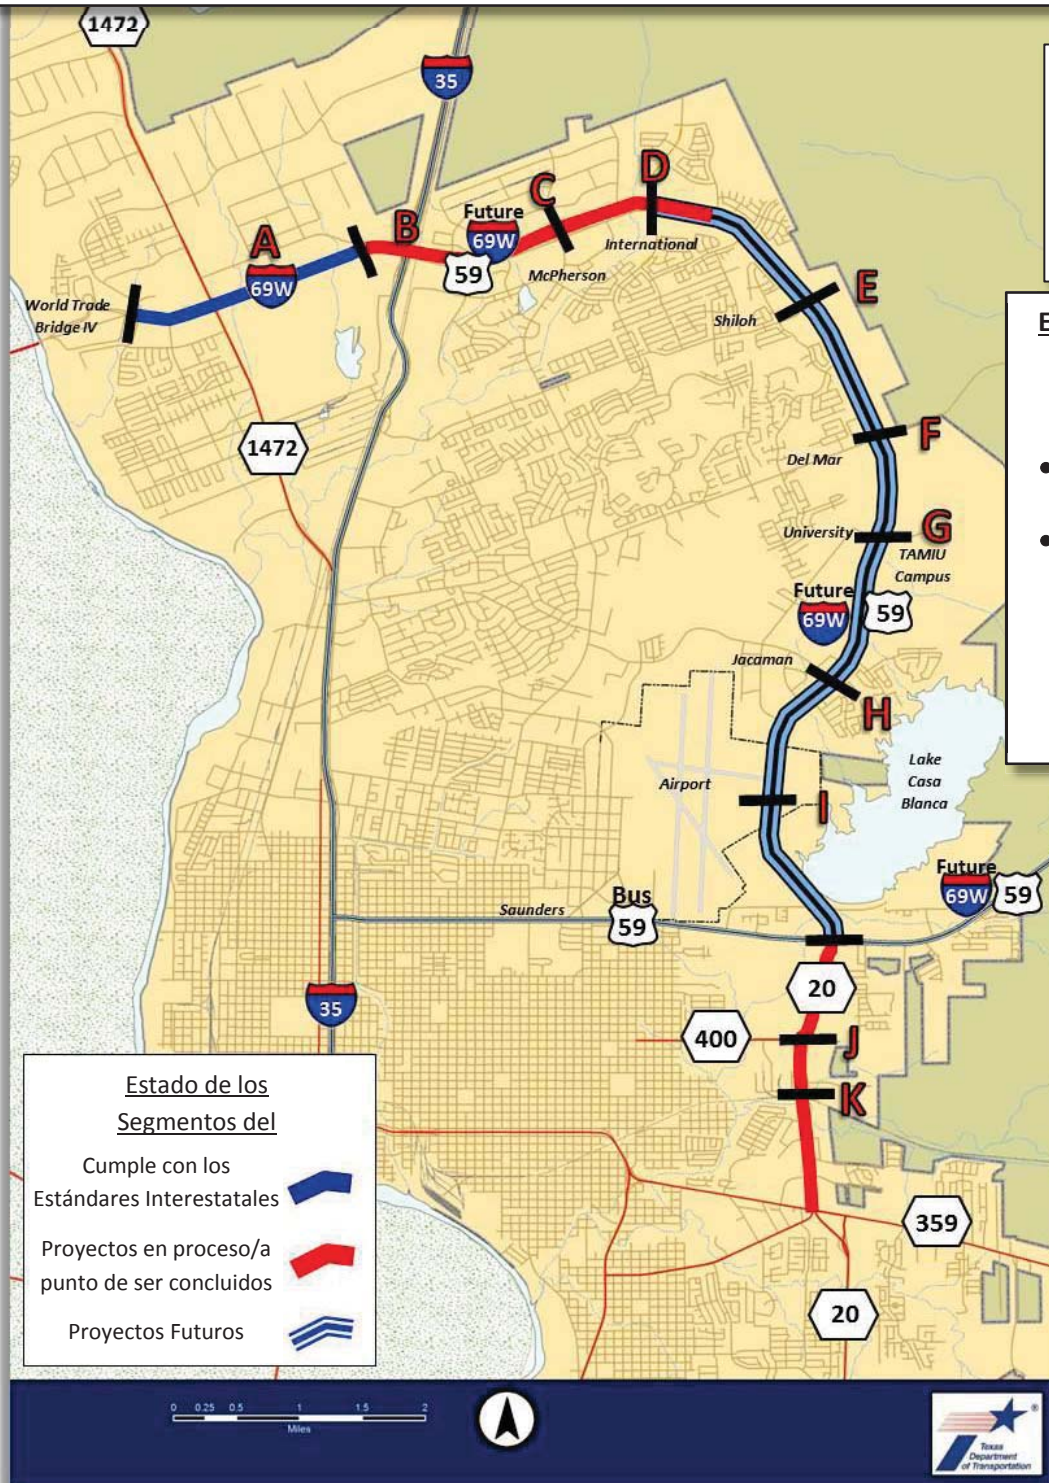 1472
35
D
C
Future
69W
59
B
A
69W
International
McPherson
World Trade
Bridge IV
E
Shiloh
E
1472
F
Del Mar
University
G
TAMIU
Campus
Future
69W
59
Jacaman
H
Lake
Casa
Blanca
Airport
I
Future
69W
59
Saunders
Bus
59
20
35
400
J
K
Estado de los
Segmentos del
Cumple con los
Estándares Interestatales
Proyectos en proceso/a
punto de ser concluidos
Proyectos Futuros
359
20
0 0.25 0.5 1 1.5 2
Miles
Texas
Department
of Transportation
®